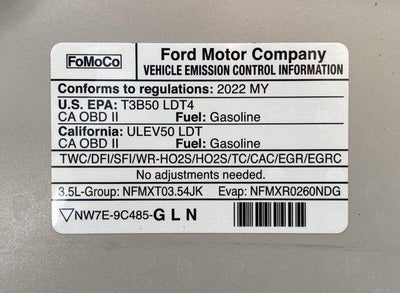 FoMoCo
Ford Motor Company
VEHICLE EMISSION CONTROL INFORMATION
Conforms to regulations: 2022 MY
U.S. EPA: T3B50 LDT4
CA OBD II Fuel: Gasoline
California: ULEV50 LDT
CA OBD II Fuel: Gasoline
TWC/DFI/SFI/WR-HO2S/HO2S/TC/CAC/EGR/EGRC
No adjustments needed.
3.5L-Group: NFMXT03.54JK Evap: NFMXR0260NDG
▽NW7E-9C485-G L N